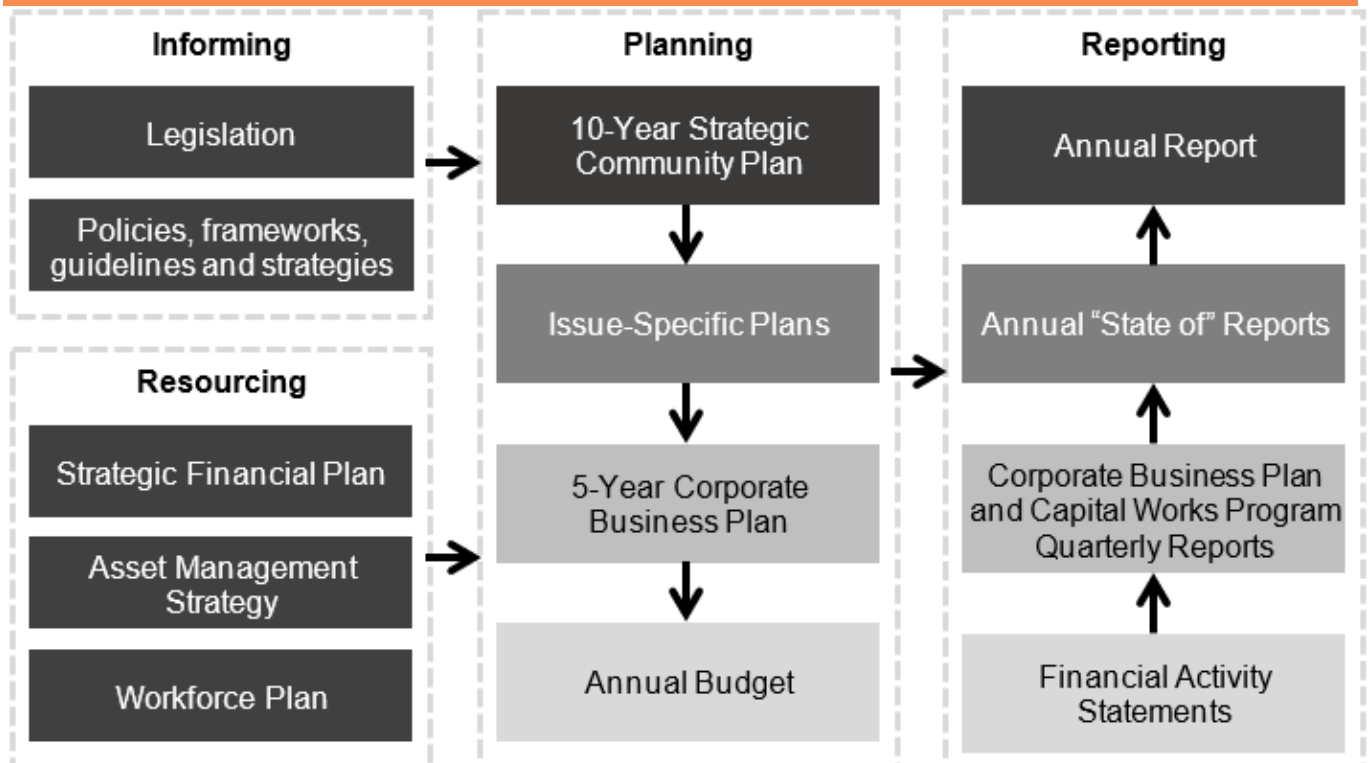 Informing
Legislation
Policies, frameworks,
guidelines and strategies
Resourcing
Strategic Financial Plan
Asset Management
Strategy
Workforce Plan
Planning
10-Year Strategic
Community Plan
Issue-Specific Plans
5-Year Corporate
Business Plan
Annual Budget
Reporting
Annual Report
Annual “State of” Reports
Corporate Business Plan
and Capital Works Program
Quarterly Reports
Financial Activity
Statements